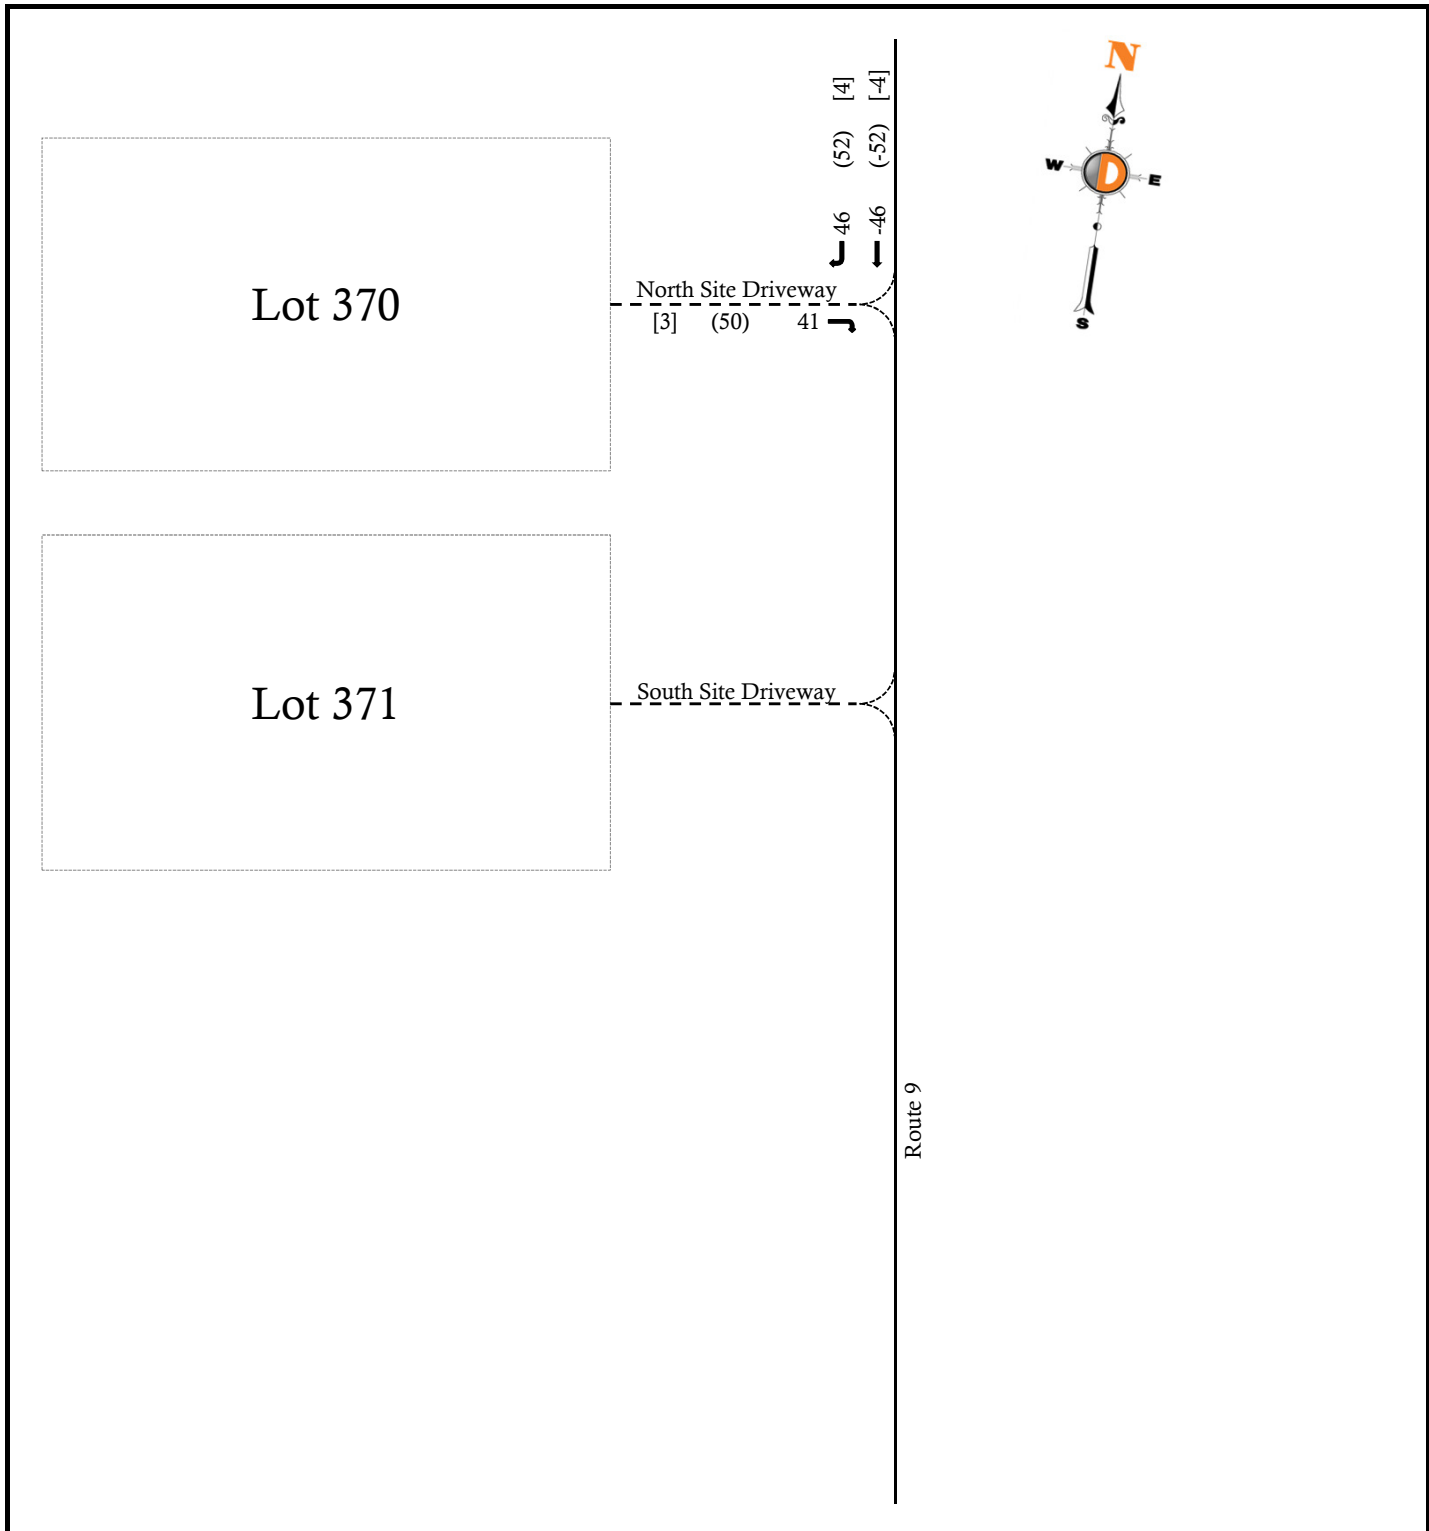 N
W
D
E
S
[4]
[-4]
(52)
(-52)
46
-46
Lot 370
North Site Driveway
[3] (50) 41
Lot 371
South Site Driveway
Route 9